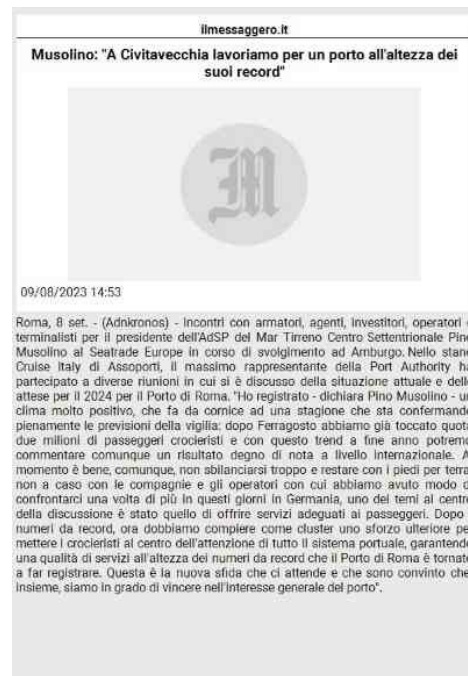 ilmessaggero.it
Musolino: "A Civitavecchia lavoriamo per un porto all'altezza dei
suoi record"
M
09/08/2023 14:53
Roma, 8 set. - (Adnkronos) - Incontri con armatori, agenti, investitori, operatori e
terminalisti per il presidente dell'AdSP del Mar Tirreno Centro Settentrionale Pino
Musolino al Seatrade Europe in corso di svolgimento ad Amburgo. Nello stand
Cruise Italy di Assoporti, il massimo rappresentante della Port Authority ha
partecipato a diverse riunioni in cui si è discusso della situazione attuale e delle
attese per il 2024 per il Porto di Roma. "Ho registrato - dichiara Pino Musolino - un
clima molto positivo, che fa da cornice ad una stagione che sta confermando
pienamente le previsioni della vigilia: dopo Ferragosto abbiamo già toccato quota
due milioni di passeggeri crocieristi e con questo trend a fine anno potremo
commentare comunque un risultato degno di nota a livello internazionale. Al
momento è bene, comunque, non sbilanciarsi troppo e restare con i piedi per terra:
non a caso con le compagnie e gli operatori con cui abbiamo avuto modo di
confrontarci una volta di più in questi giorni in Germania, uno dei temi al centro
della discussione è stato quello di offrire servizi adeguati ai passeggeri. Dopo i
numeri da record, ora dobbiamo compiere come cluster uno sforzo ulteriore per
mettere i crocieristi al centro dell'attenzione di tutto il sistema portuale, garantendo
una qualità di servizi all'altezza dei numeri da record che il Porto di Roma è tornato
a far registrare. Questa è la nuova sfida che ci attende e che sono convinto che,
insieme, siamo in grado di vincere nell'interesse generale del porto".